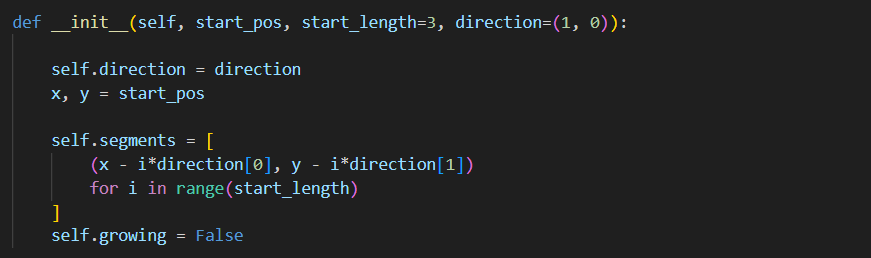 def __init__(self, start_pos, start_length=3, direction=(1, 0)):
self.direction = direction
x, y = start_pos
self.segments = [
(x - i*direction[0], y - i*direction[1])
for i in range(start_length)
]
self.growing = False